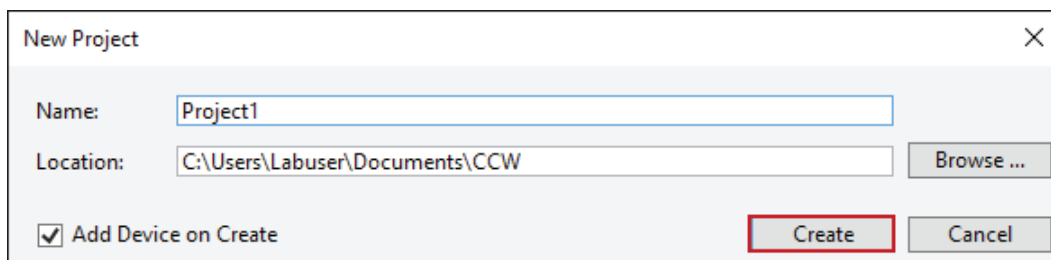 New Project
Name: Project1
Location: C:\Users\Labuser\Documents\CCW Browse ...
Add Device on Create Create Cancel